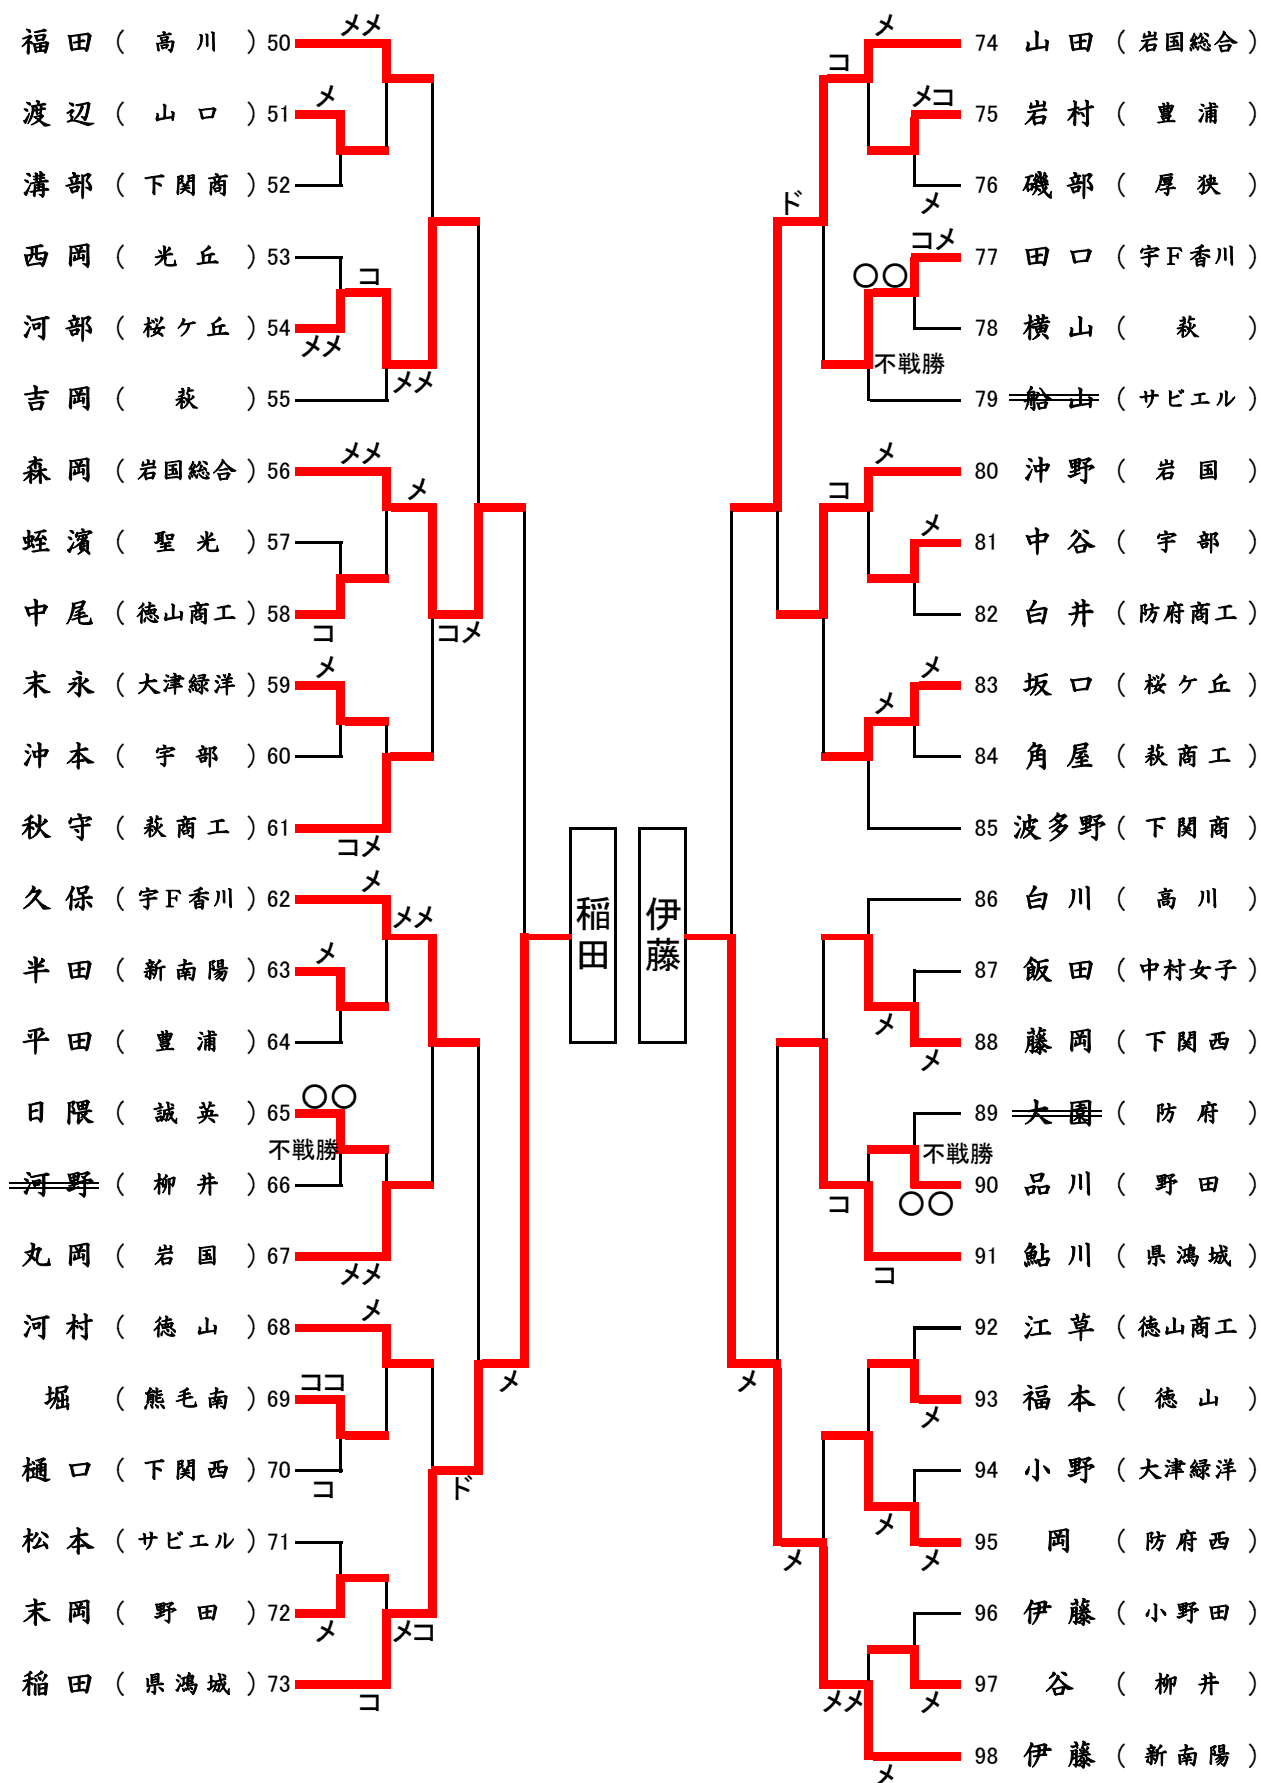 メメ
福田（高川）50
メ
渡辺（山口）51
溝部（下関商）52
西岡（光丘）53
コ
河部（桜ケ丘）54
メメ
メメ
吉岡（萩）55
メメ
森岡（岩国総合）56
メ
蛭濱（聖光）57
中尾（徳山商工）58
コ
コメ
メ
末永（大津緑洋）59
沖本（宇部）60
秋守（萩商工）61
コメ
メ
久保（宇F香川）62
メメ
メ
半田（新南陽）63
平田（豊浦）64
○○
日隈（誠英）65
不戦勝
河野（柳井）66
丸岡（岩国）67
メメ
メ
河村（徳山）68
メ
ココ
堀（熊毛南）69
樋口（下関西）70
コ
ド
松本（サビエル）71
末岡（野田）72
メ
メコ
稲田（県鴻城）73
コ
稲田
伊藤
メ
74 山田（岩国総合）
コ
メコ
75 岩村（豊浦）
76 磯部（厚狭）
メ
ド
コメ
77 田口（宇F香川）
○○
78 横山（萩）
不戦勝
79 船山（サビエル）
メ
80 沖野（岩国）
コ
メ
81 中谷（宇部）
82 白井（防府商工）
メ
83 坂口（桜ケ丘）
メ
84 角屋（萩商工）
85 波多野（下関商）
86 白川（高川）
87 飯田（中村女子）
メ
88 藤岡（下関西）
メ
89 大園（防府）
不戦勝
90 品川（野田）
コ
○○
91 鮎川（県鴻城）
コ
92 江草（徳山商工）
メ
93 福本（徳山）
メ
94 小野（大津緑洋）
メ
95 岡（防府西）
メ
メ
96 伊藤（小野田）
97 谷（柳井）
メメ
メ
98 伊藤（新南陽）
メ